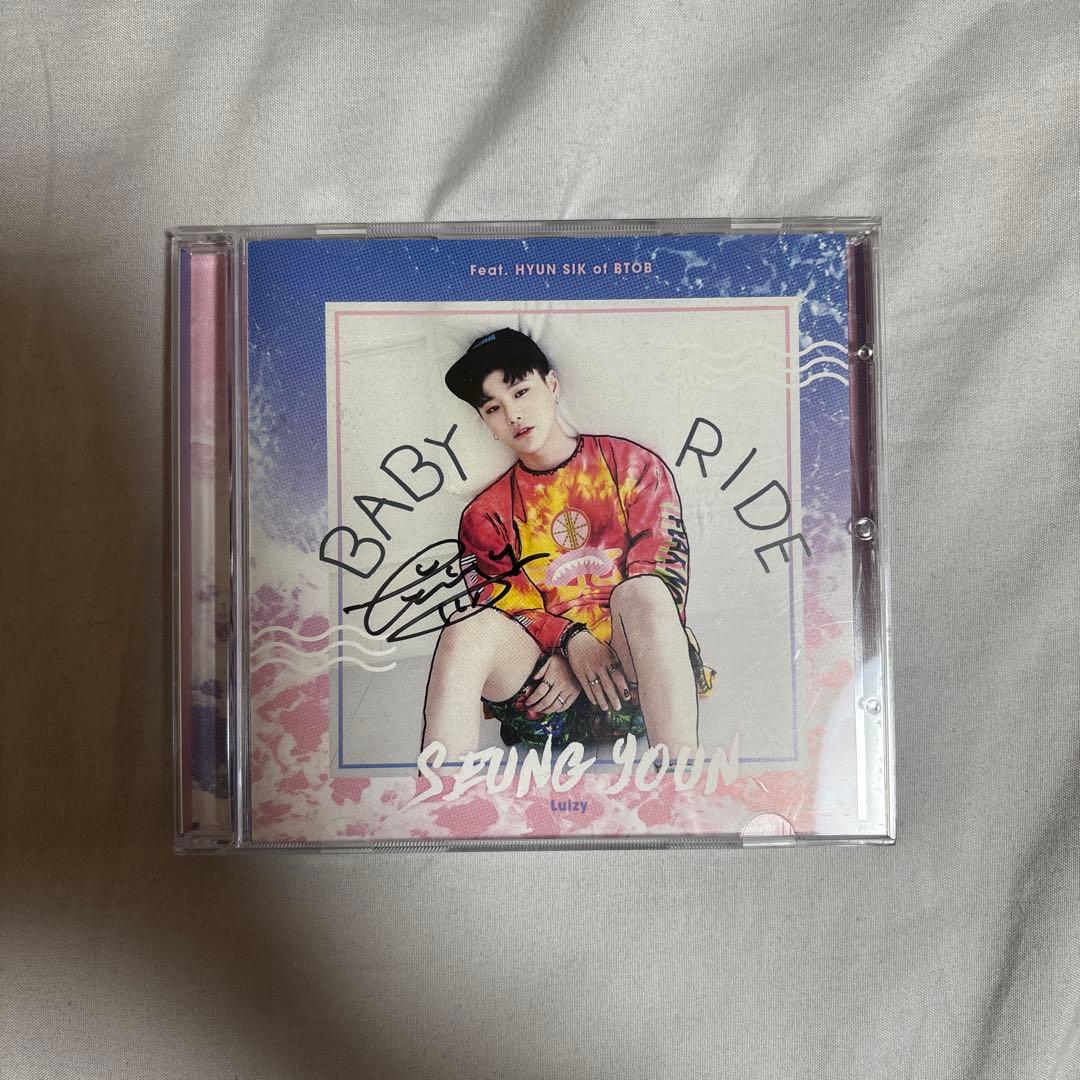 Feat. HYUN SIK of BTOB
BABY RIDE
SEUNG YOUN
Luizy